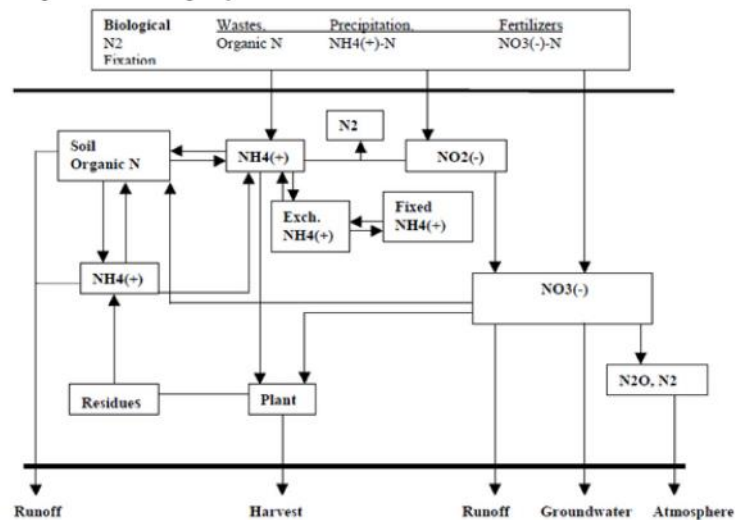 Biological Wastes, Precipitation, Fertilizers
N2 Organic N NH4(+)-N NO3(-)-N
Fixation
N2
Soil
Organic N
NH4(+)
NO2(-)
Exch.
NH4(+)
Fixed
NH4(+)
NH4(+)
NO3(-)
N2O, N2
Residues
Plant
Runoff Harvest Runoff Groundwater Atmosphere